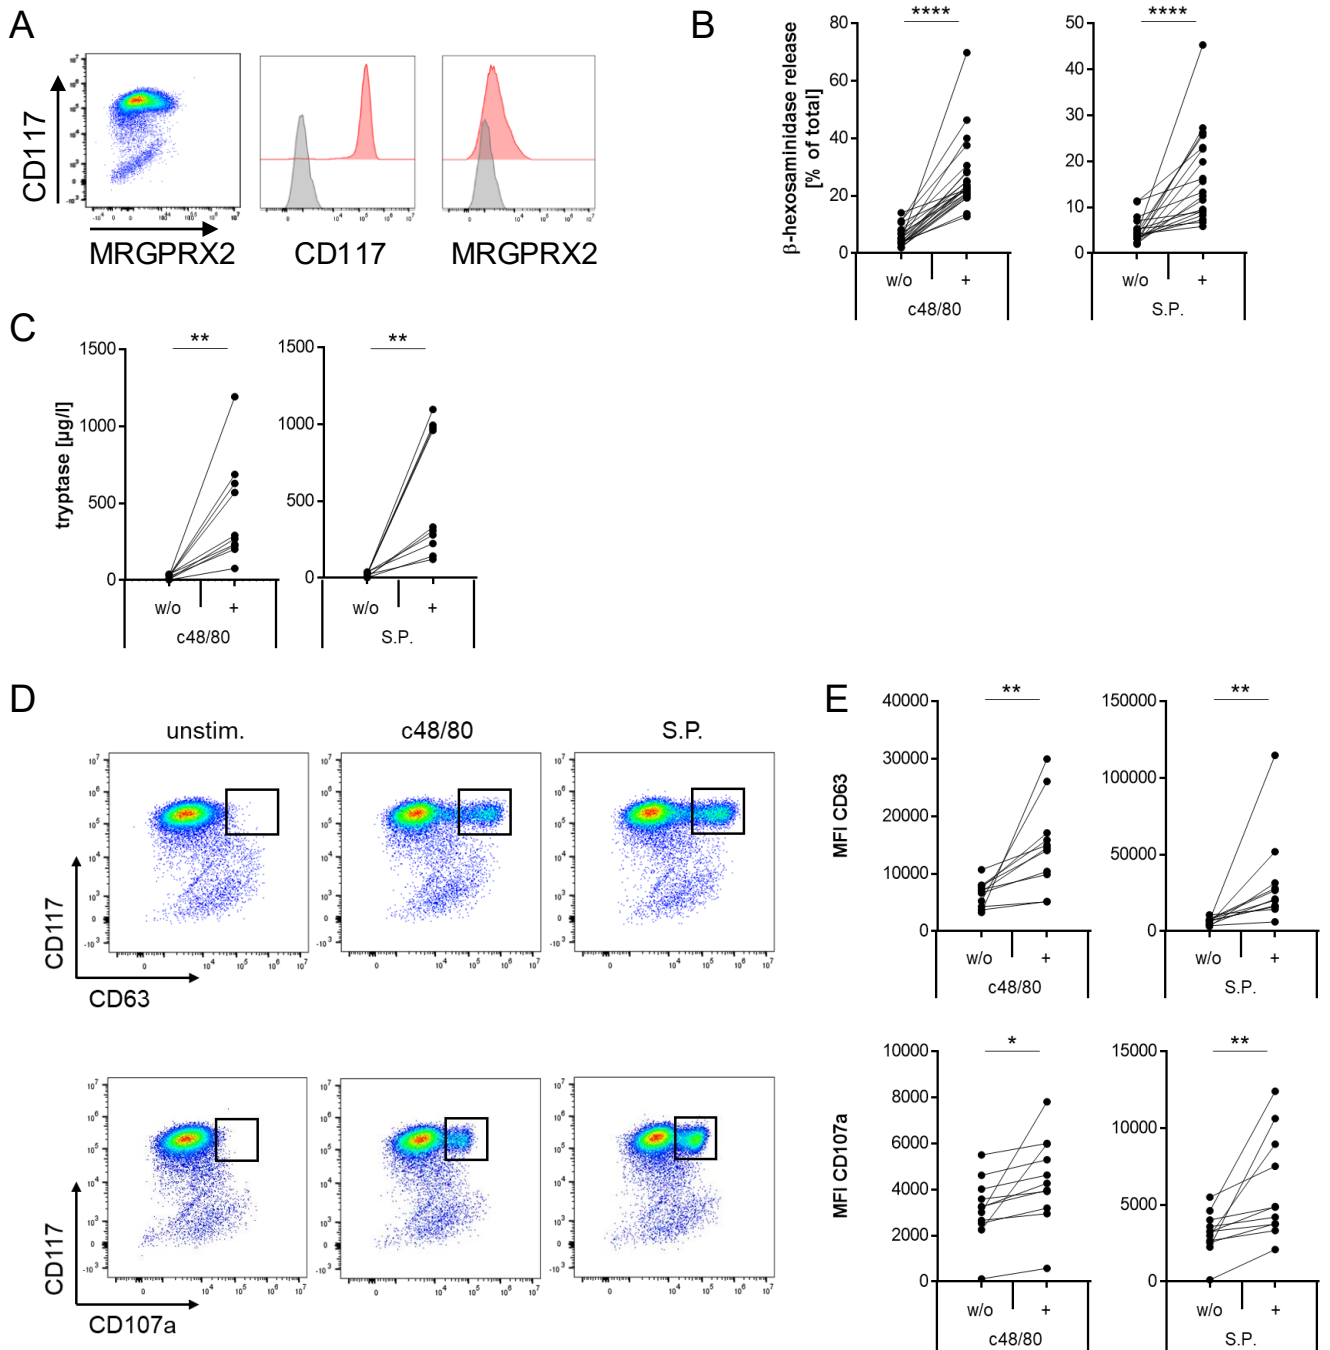 A
CD117
MRGPRX2
CD117
MRGPRX2
B
β-hexosaminidase release
[% of total]
80
60
40
20
0
****
w/o
+
c48/80
50
40
30
20
10
0
****
w/o
+
S.P.
C
tryptase [µg/l]
1500
1000
500
0
**
w/o
+
c48/80
1500
1000
500
0
**
w/o
+
S.P.
D
unstim.
c48/80
S.P.
CD117
CD63
CD117
CD107a
E
MFI CD63
40000
30000
20000
10000
0
**
w/o
+
c48/80
150000
100000
50000
0
**
w/o
+
S.P.
MFI CD107a
10000
8000
6000
4000
2000
0
*
w/o
+
c48/80
15000
10000
5000
0
**
w/o
+
S.P.